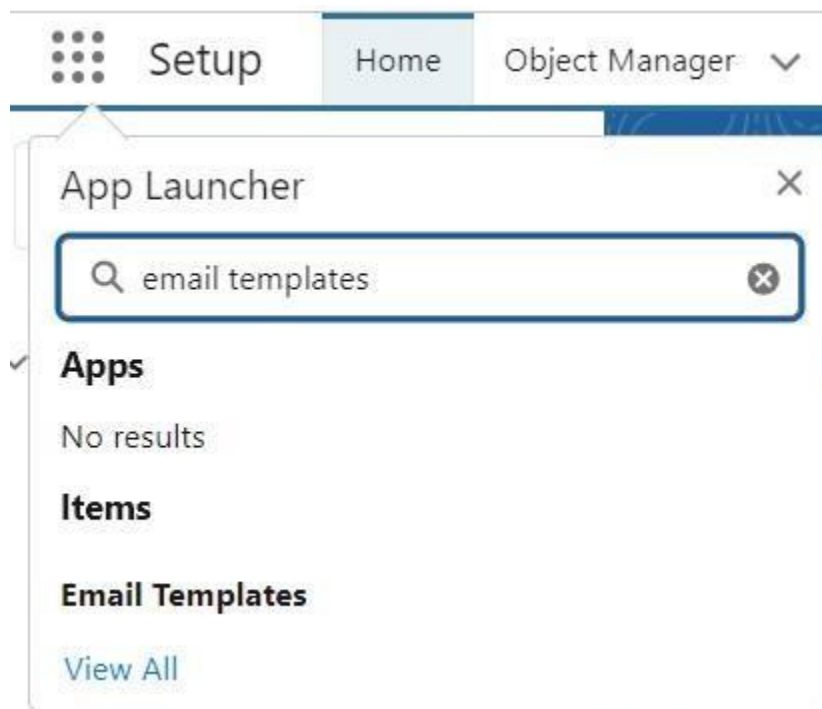 Setup Home Object Manager
App Launcher
email templates
Apps
No results
Items
Email Templates
View All